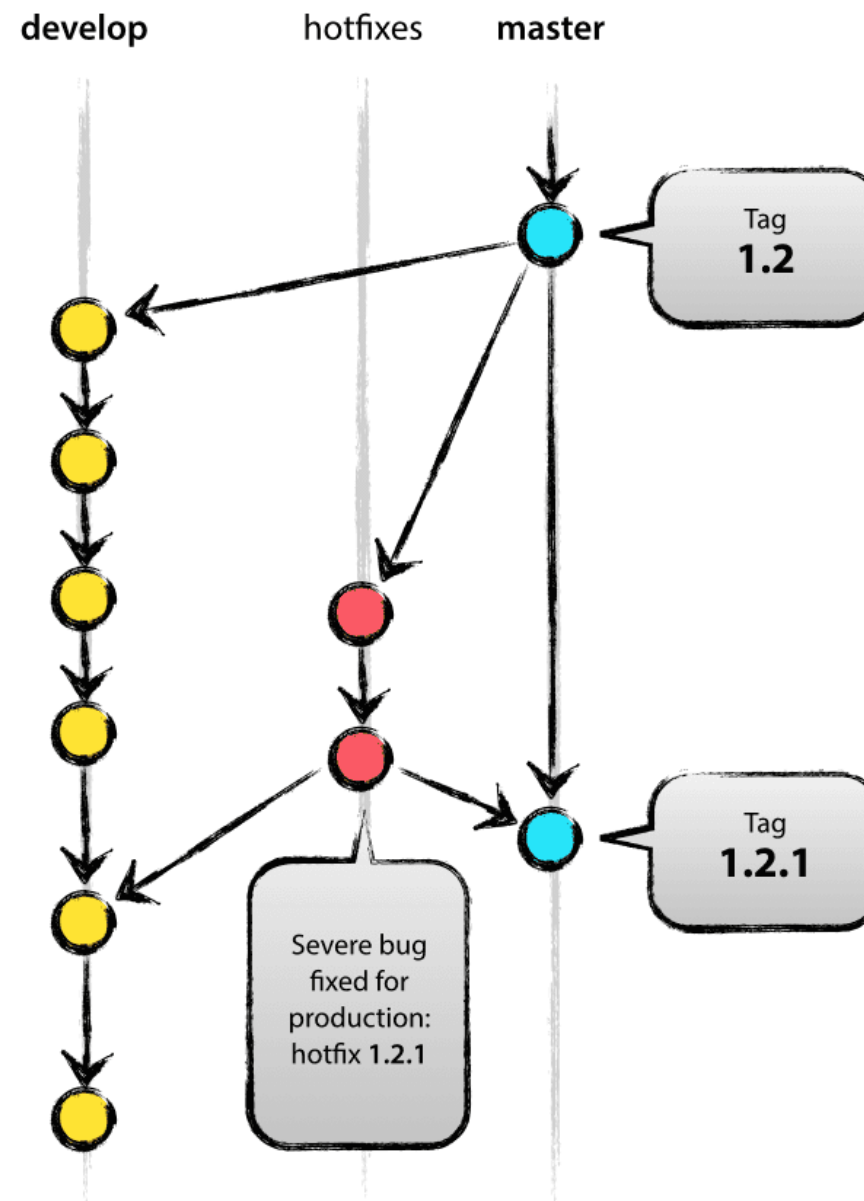 develop
hotfixes
master
Tag
1.2
Tag
1.2.1
Severe bug
fixed for
production:
hotfix 1.2.1